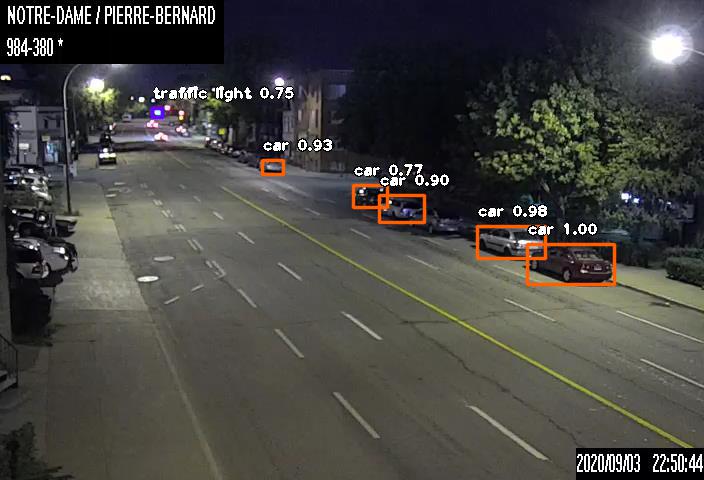 NOTRE-DAME / PIERRE-BERNARD
984-380 *
traffic light 0.75
car 0.93
car 0.77
car 0.90
car 0.98
car 1.00
2020/09/03 22:50:44